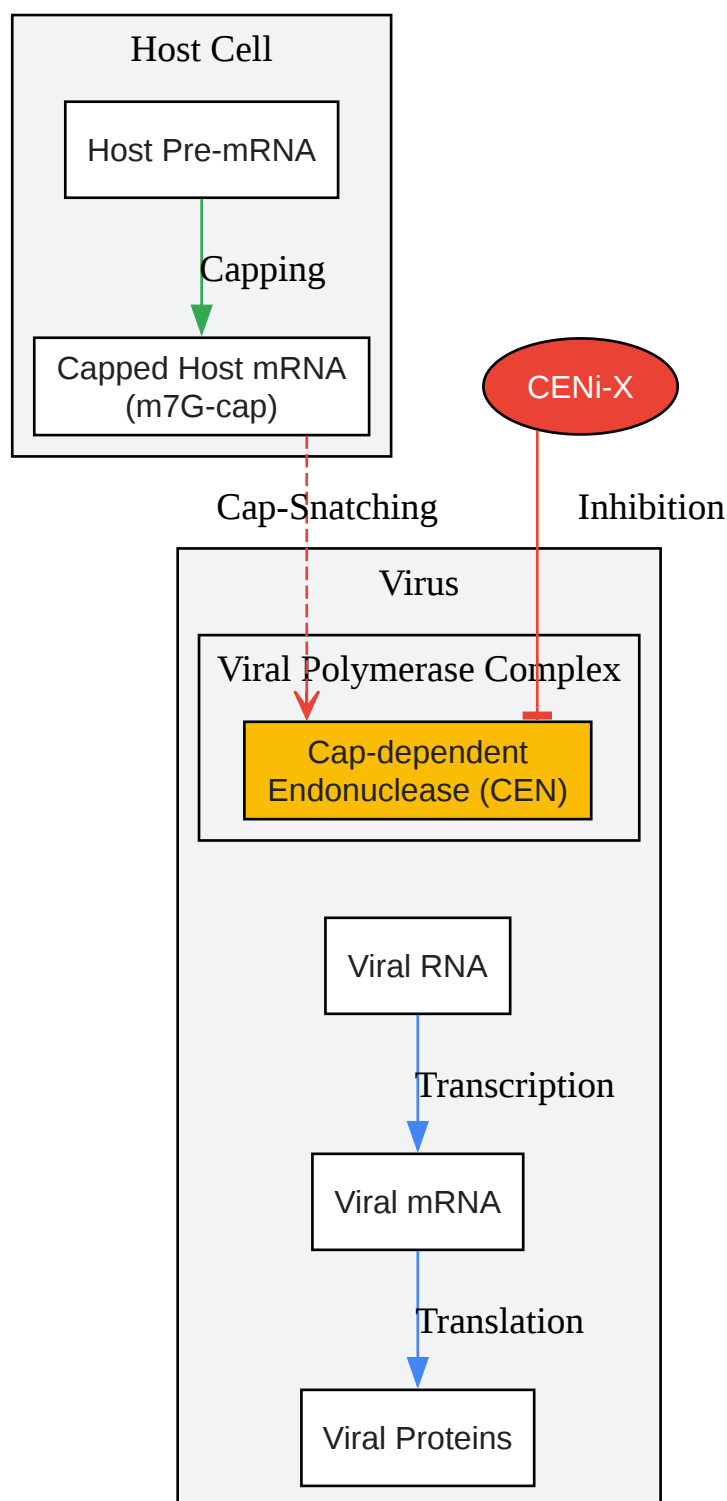 Host Cell
Host Pre-mRNA
Capping
Capped Host mRNA
(m7G-cap)
CENi-X
Cap-Snatching
Inhibition
Virus
Viral Polymerase Complex
Cap-dependent
Endonuclease (CEN)
Viral RNA
Transcription
Viral mRNA
Translation
Viral Proteins